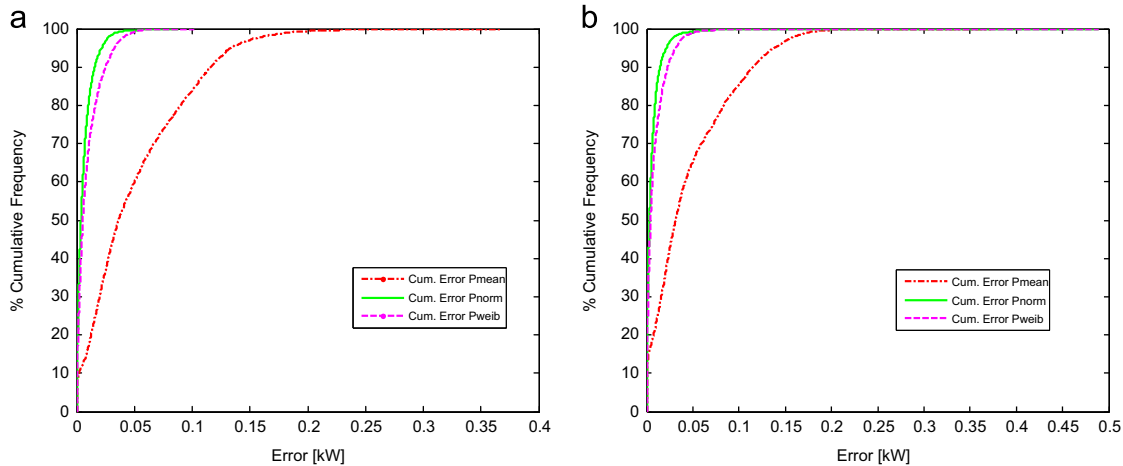 a
% Cumulative Frequency
100
90
80
70
60
50
40
30
20
10
0
0 0.05 0.1 0.15 0.2 0.25 0.3 0.35 0.4
Error [kW]
Cum. Error Pmean
Cum. Error Pnorm
Cum. Error Pweib
b
% Cumulative Frequency
100
90
80
70
60
50
40
30
20
10
0
0 0.05 0.1 0.15 0.2 0.25 0.3 0.35 0.4 0.45 0.5
Error [kW]
Cum. Error Pmean
Cum. Error Pnorm
Cum. Error Pweib